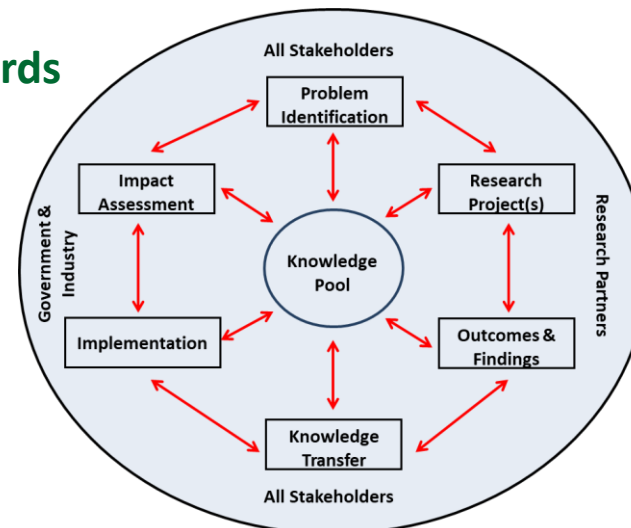 rds
All Stakeholders
Problem
Identification
Impact
Assessment
Research
Project(s)
Government &
Industry
Knowledge
Pool
Research Partners
Implementation
Outcomes &
Findings
Knowledge
Transfer
All Stakeholders